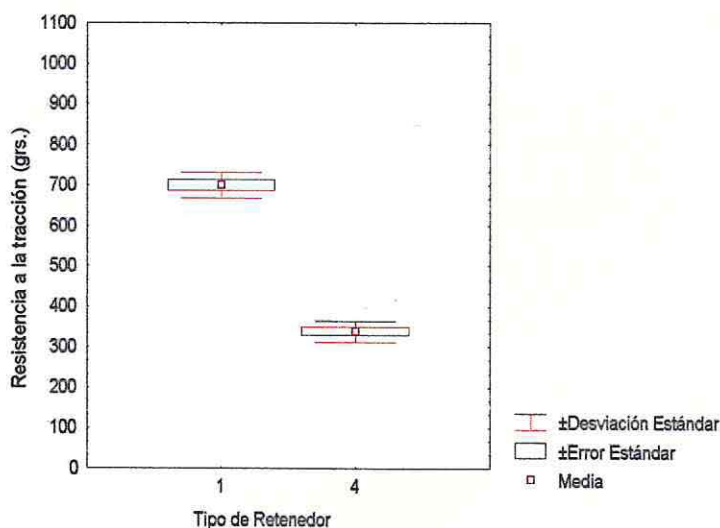 1100
1000
900
800
700
600
500
400
300
200
100
0
Resistencia a la tracción (grs.)
1
4
Tipo de Retenedor
±Desviación Estándar
±Error Estándar
Media